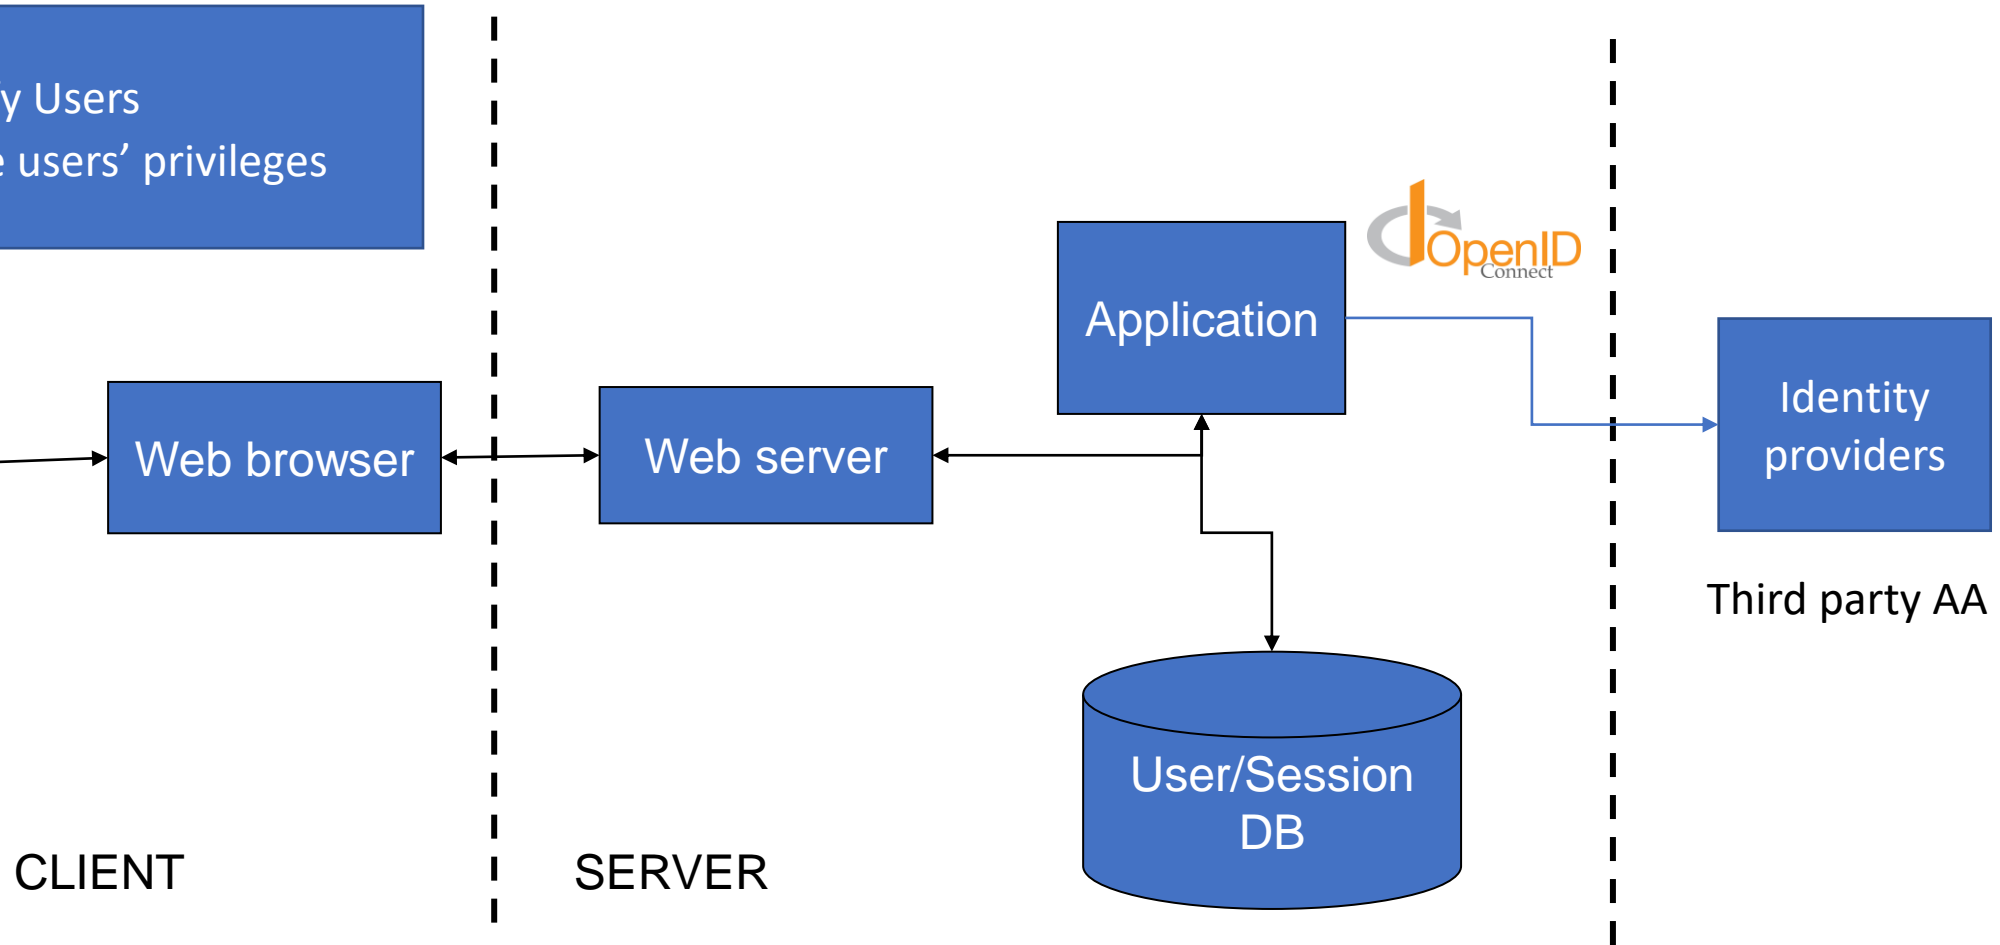 y Users
users’ privileges
OpenID
Connect
Application
Identity
providers
Web browser
Web server
Third party AA
User/Session
DB
CLIENT
SERVER